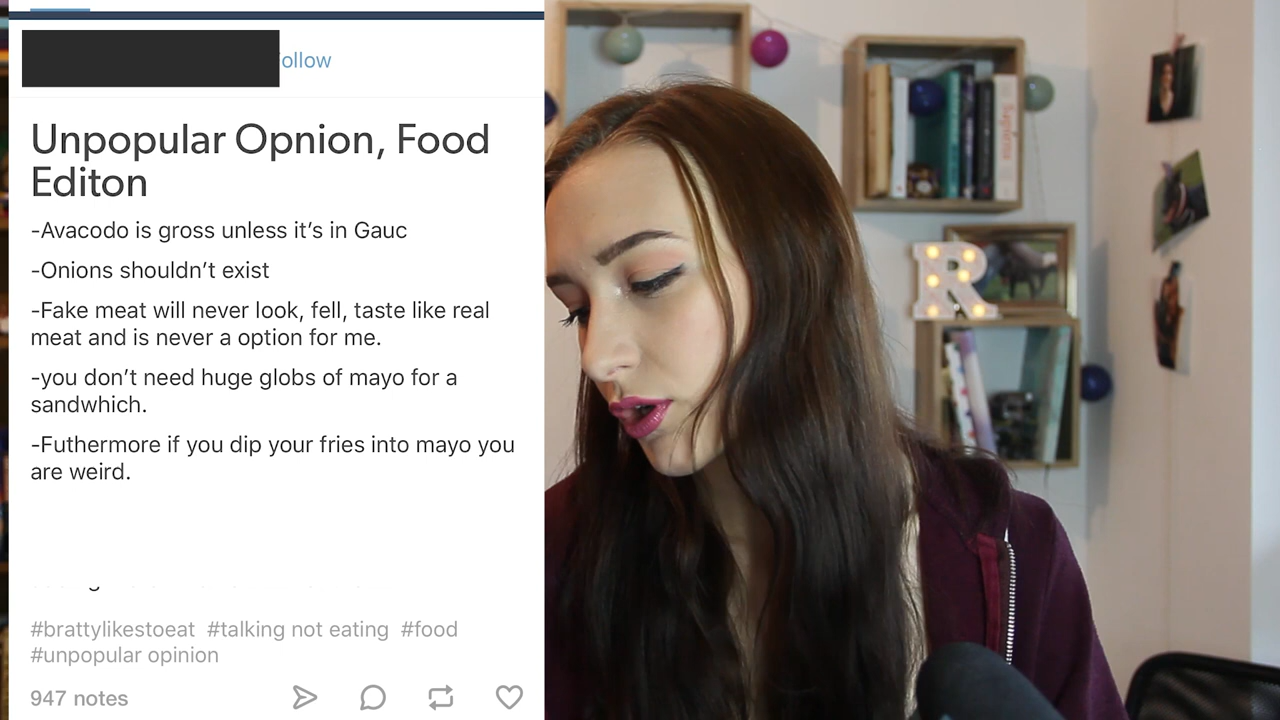 ollow
Unpopular Opnion, Food
Editon
-Avacodo is gross unless it's in Gauc
-Onions shouldn't exist
-Fake meat will never look, fell, taste like real
meat and is never a option for me.
-you don't need huge globs of mayo for a
sandwhich.
-Futhermore if you dip your fries into mayo you
are weird.
#brattylikestoeat #talking not eating #food
#unpopular opinion
947 notes
R